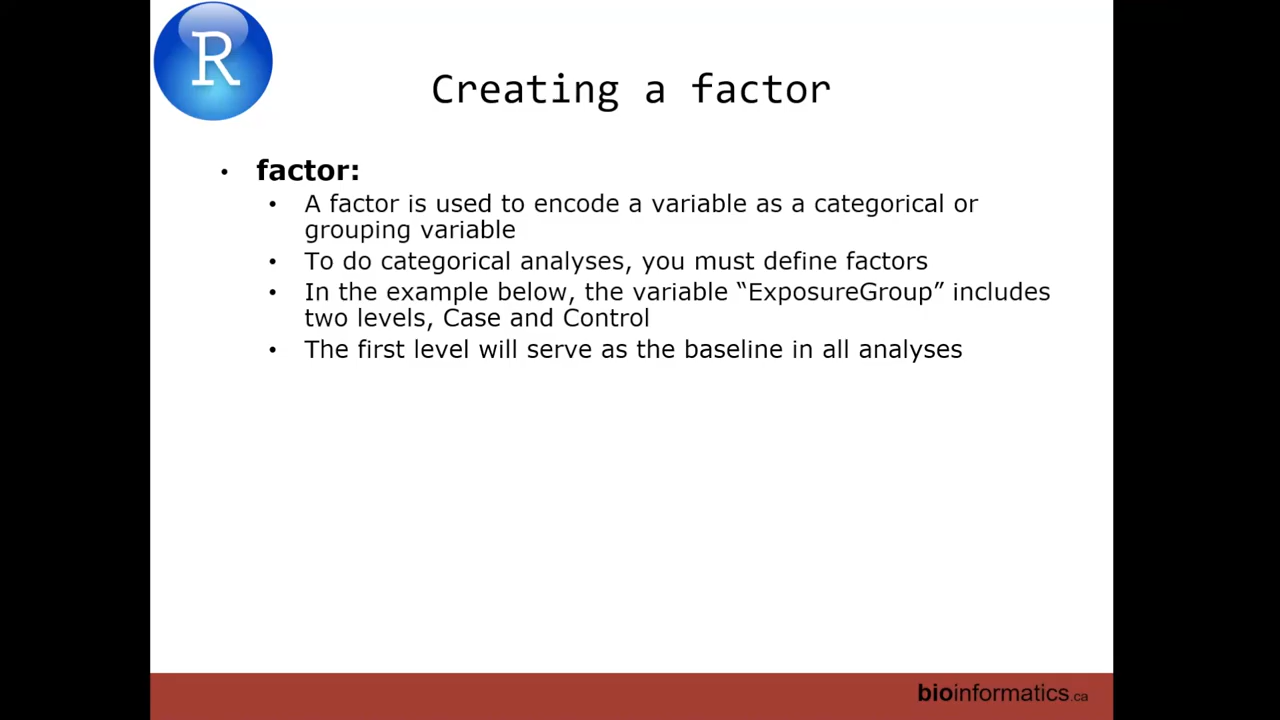 R
Creating a factor
• factor:
• A factor is used to encode a variable as a categorical or
grouping variable
• To do categorical analyses, you must define factors
• In the example below, the variable “ExposureGroup” includes
two levels, Case and Control
• The first level will serve as the baseline in all analyses
bioinformatics.ca